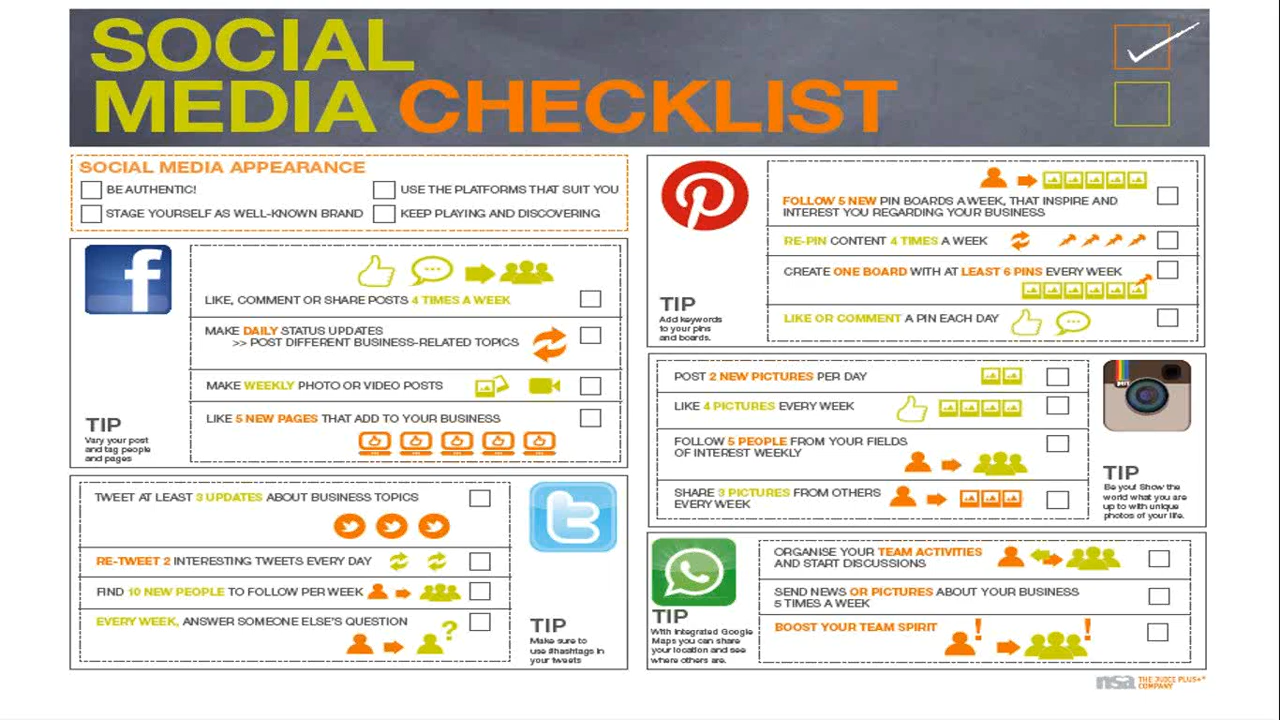 SOCIAL
MEDIA CHECKLIST
SOCIAL MEDIA APPEARANCE
BE AUTHENTIC!
USE THE PLATFORMS THAT SUIT YOU
STAGE YOURSELF AS WELL-KNOWN BRAND
KEEP PLAYING AND DISCOVERING
LIKE, COMMENT OR SHARE POSTS 4 TIMES A WEEK
MAKE DAILY STATUS UPDATES
>> POST DIFFERENT BUSINESS-RELATED TOPICS
MAKE WEEKLY PHOTO OR VIDEO POSTS
LIKE 5 NEW PAGES THAT ADD TO YOUR BUSINESS
TIP
Vary your post
and tag people
and pages
TWEET AT LEAST 3 UPDATES ABOUT BUSINESS TOPICS
RE-TWEET 2 INTERESTING TWEETS EVERY DAY
FIND 10 NEW PEOPLE TO FOLLOW PER WEEK
EVERY WEEK, ANSWER SOMEONE ELSE'S QUESTION
TIP
Make sure to
use #hashtags in
your tweets
FOLLOW 5 NEW PIN BOARDS A WEEK, THAT INSPIRE AND
INTEREST YOU REGARDING YOUR BUSINESS
RE-PIN CONTENT 4 TIMES A WEEK
CREATE ONE BOARD WITH AT LEAST 6 PINS EVERY WEEK
LIKE OR COMMENT A PIN EACH DAY
TIP
Add keywords
to your pins
and boards.
POST 2 NEW PICTURES PER DAY
LIKE 4 PICTURES EVERY WEEK
FOLLOW 5 PEOPLE FROM YOUR FIELDS
OF INTEREST WEEKLY
SHARE 3 PICTURES FROM OTHERS
EVERY WEEK
TIP
Be you! Show the
world what you are
up to with unique
photos of your life.
ORGANISE YOUR TEAM ACTIVITIES
AND START DISCUSSIONS
SEND NEWS OR PICTURES ABOUT YOUR BUSINESS
5 TIMES A WEEK
BOOST YOUR TEAM SPIRIT
TIP
With integrated Google
Maps you can share
your location and see
where others are.
nsa THE JUICE PLUS+®
COMPANY